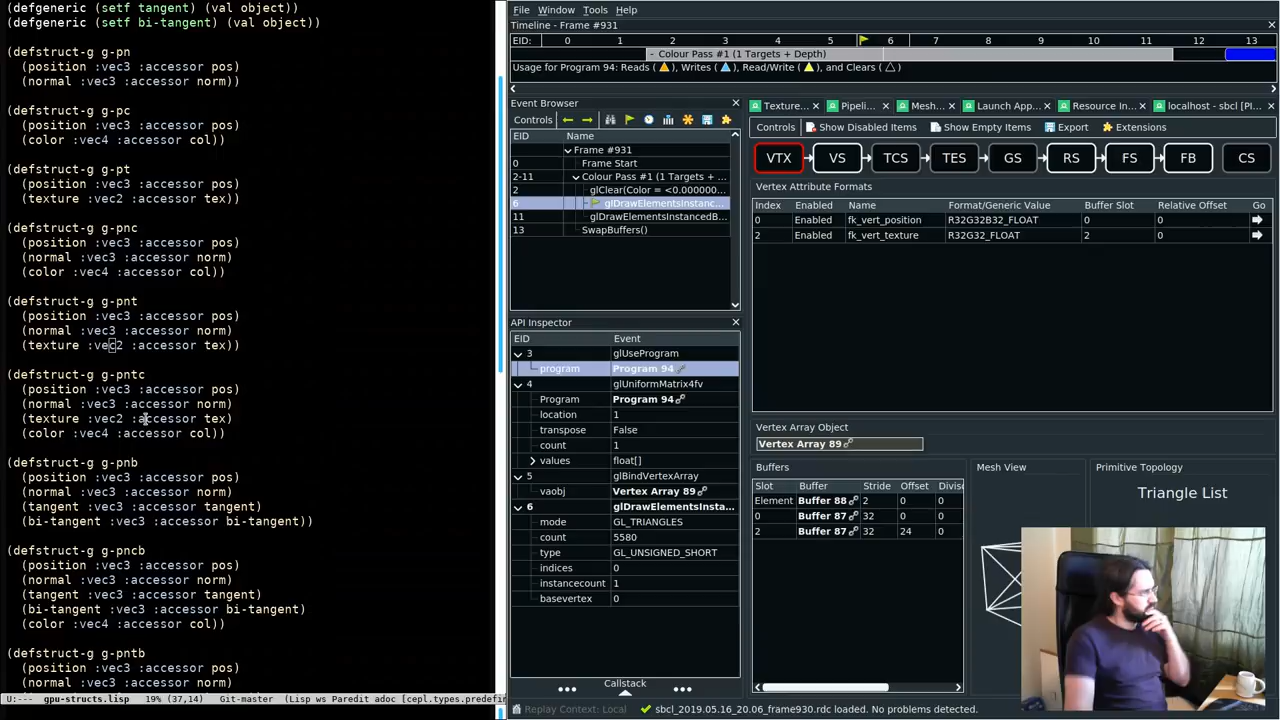 (defgeneric (setf tangent) (val object))
(defgeneric (setf bi-tangent) (val object))
(defstruct-g g-pn
(position :vec3 :accessor pos)
(normal :vec3 :accessor norm))
(defstruct-g g-pc
(position :vec3 :accessor pos)
(color :vec4 :accessor col))
(defstruct-g g-pt
(position :vec3 :accessor pos)
(texture :vec2 :accessor tex))
(defstruct-g g-pnc
(position :vec3 :accessor pos)
(normal :vec3 :accessor norm)
(color :vec4 :accessor col))
(defstruct-g g-pnt
(position :vec3 :accessor pos)
(normal :vec3 :accessor norm)
(texture :vec2 :accessor tex))
(defstruct-g g-pntc
(position :vec3 :accessor pos)
(normal :vec3 :accessor norm)
(texture :vec2 :accessor tex)
(color :vec4 :accessor col))
(defstruct-g g-pnb
(position :vec3 :accessor pos)
(normal :vec3 :accessor norm)
(tangent :vec3 :accessor tangent)
(bi-tangent :vec3 :accessor bi-tangent))
(defstruct-g g-pncb
(position :vec3 :accessor pos)
(normal :vec3 :accessor norm)
(tangent :vec3 :accessor tangent)
(bi-tangent :vec3 :accessor bi-tangent)
(color :vec4 :accessor col))
(defstruct-g g-pntb
(position :vec3 :accessor pos)
(normal :vec3 :accessor norm)
U:--- gpu-structs.lisp 19% (37,14) Git-master (Lisp ws Paredit adoc [cepl.types.predefi
File Window Tools Help
Timeline - Frame #931
EID: 0 1 2 3 4 5 6 7 8 9 10 11 12 13
- Colour Pass #1 (1 Targets + Depth)
Usage for Program 94: Reads ( ), Writes ( ), Read/Write ( ), and Clears ( )
Event Browser
Controls
EID Name
Frame #931
0 Frame Start
2-11 Colour Pass #1 (1 Targets + ...
2 glClear(Color = <0.000000...
6 glDrawElementsInstanc...
11 glDrawElementsInstancedB...
13 SwapBuffers()
API Inspector
EID Event
3 glUseProgram
program Program 94
4 glUniformMatrix4fv
Program Program 94
location 1
transpose False
count 1
values float[]
5 glBindVertexArray
vaobj Vertex Array 89
6 glDrawElementsInsta...
mode GL_TRIANGLES
count 5580
type GL_UNSIGNED_SHORT
indices 0
instancecount 1
basevertex 0
Callstack
Texture... Pipeli... Mesh... Launch App... Resource In... localhost - sbcl [PI...
Controls Show Disabled Items Show Empty Items Export Extensions
VTX VS TCS TES GS RS FS FB CS
Vertex Attribute Formats
Index Enabled Name Format/Generic Value Buffer Slot Relative Offset Go
0 Enabled fk_vert_position R32G32B32_FLOAT 0 0
2 Enabled fk_vert_texture R32G32_FLOAT 2 0
Vertex Array Object
Vertex Array 89
Buffers
Slot Buffer Stride Offset Diviso
Element Buffer 88 2 0
0 Buffer 87 32 0 0
2 Buffer 87 32 24 0
Mesh View
Primitive Topology
Triangle List
Replay Context: Local sbcl_2019.05.16_20.06_frame930.rdc loaded. No problems detected.